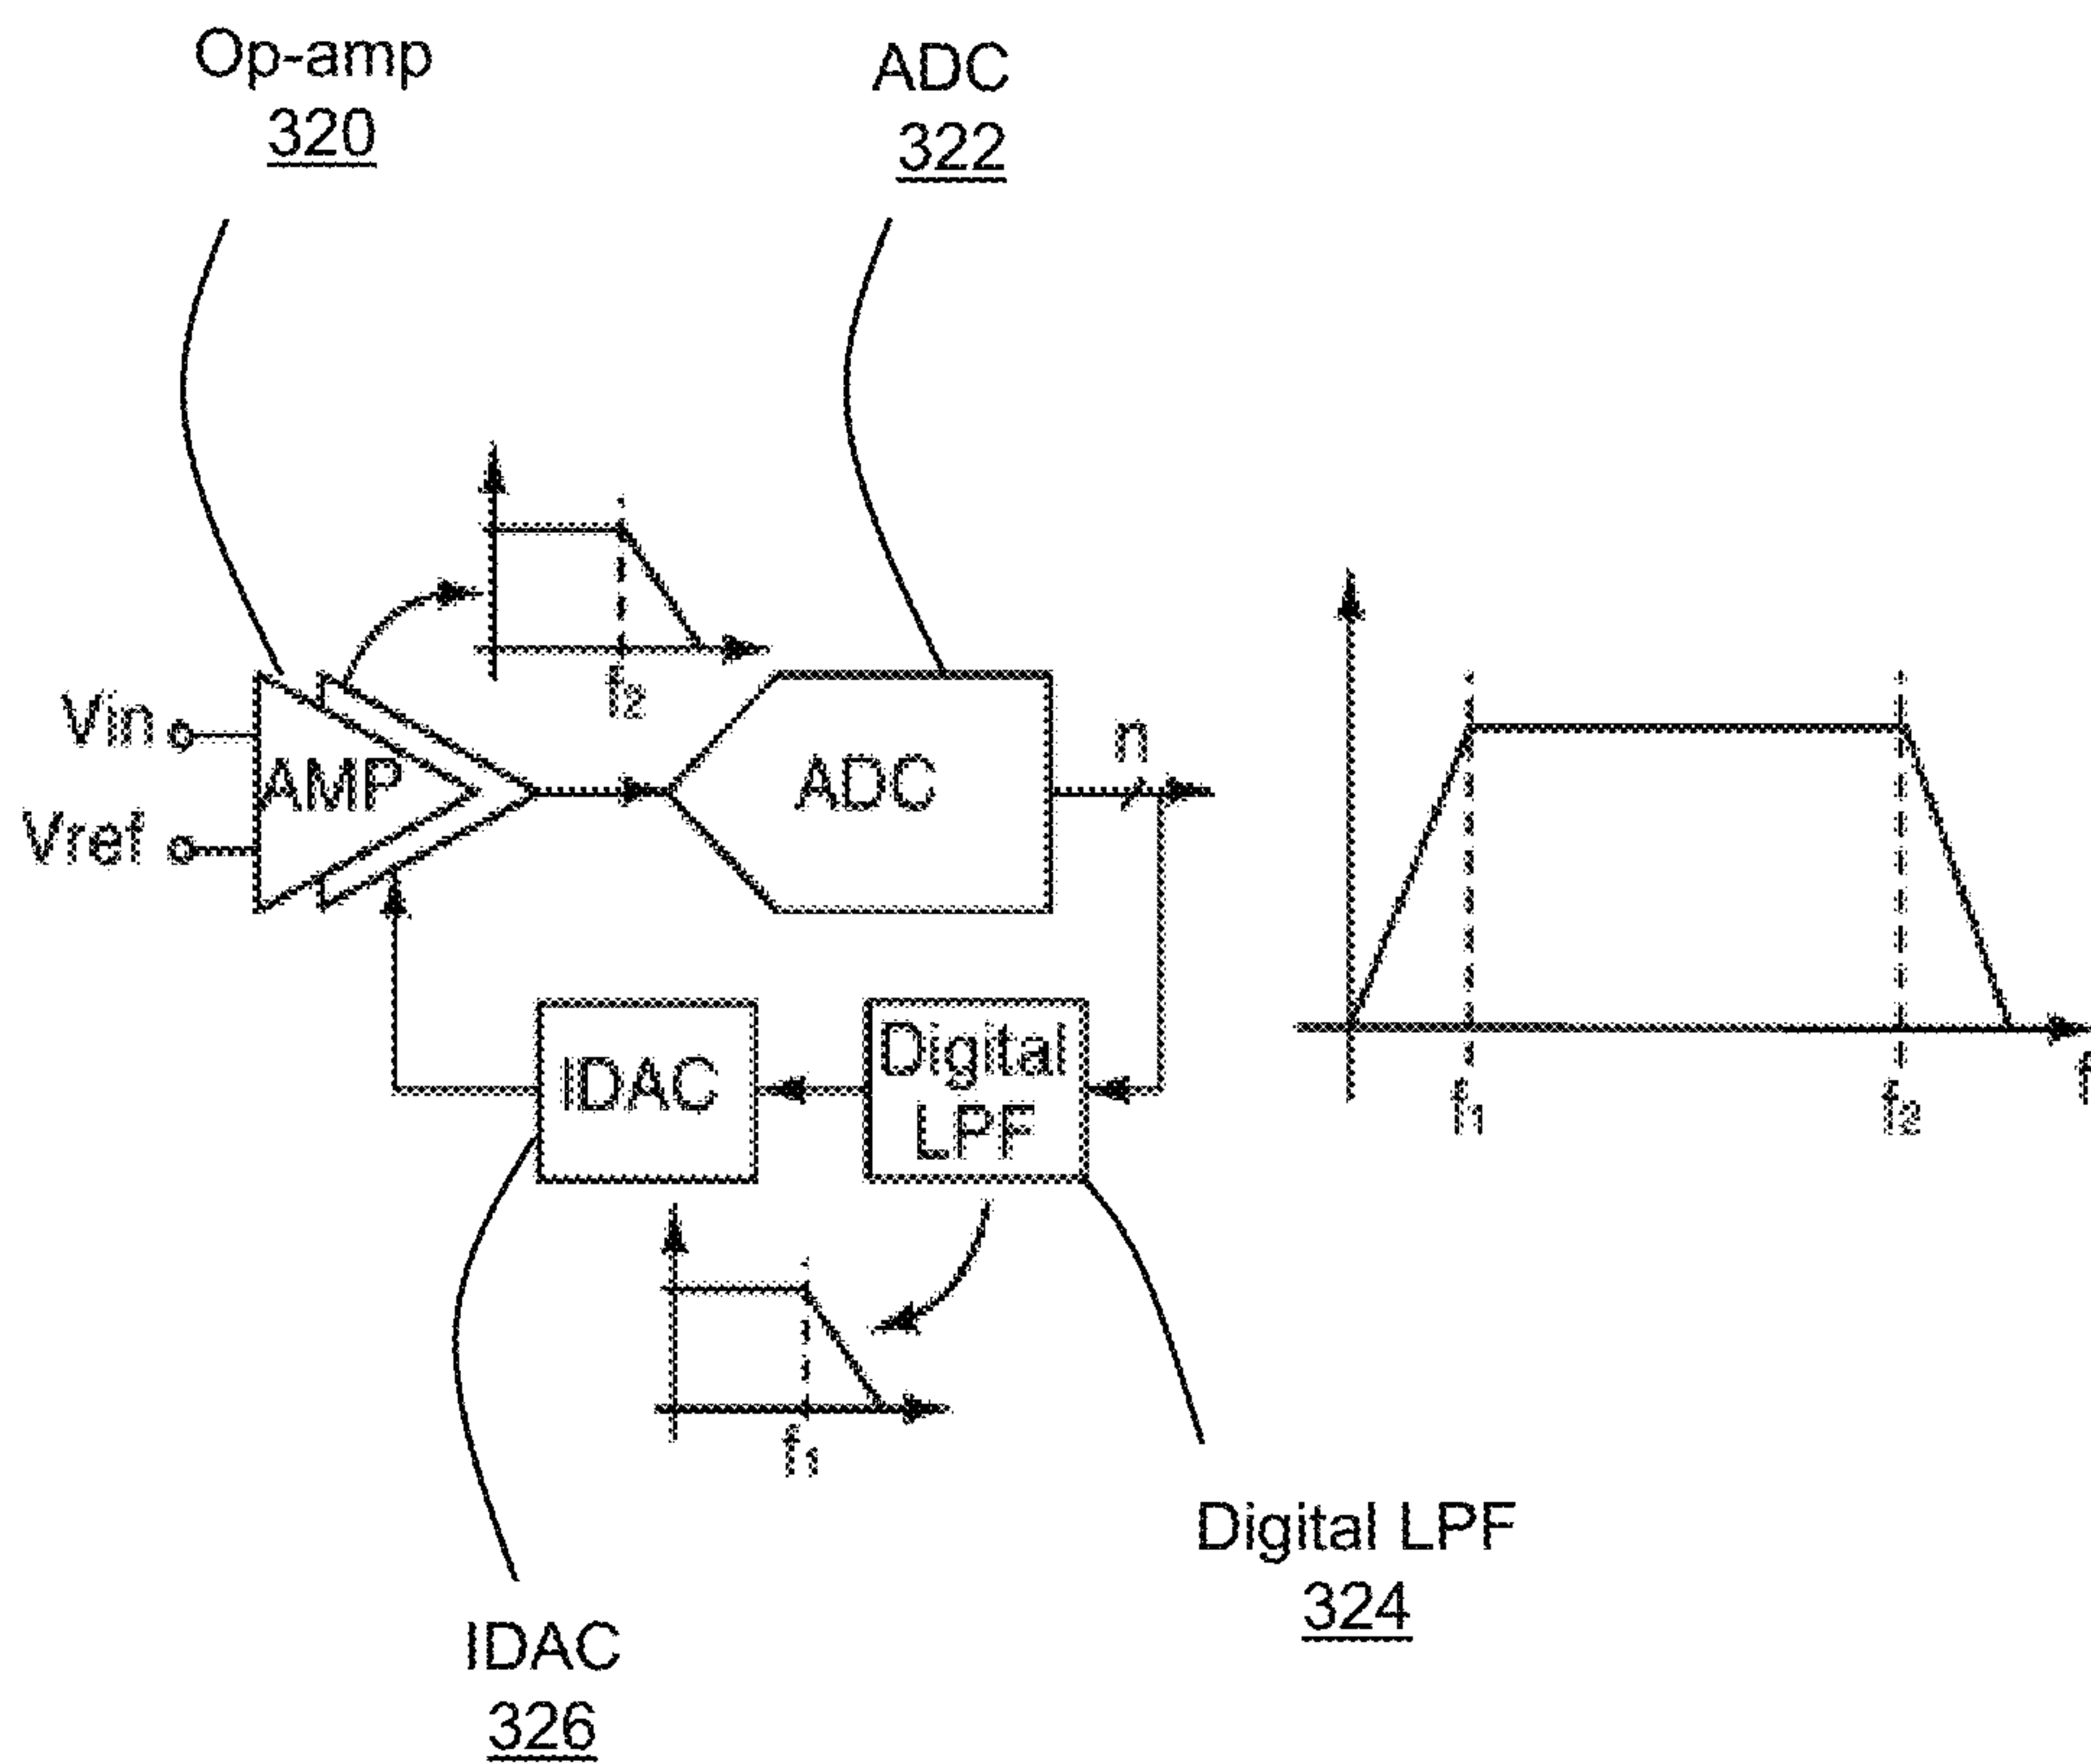 Op-amp
320
ADC
322
f₂
Vin
AMP
Vref
ADC
n
IDAC
Digital
LPF
f₁
f₂
f
f₁
Digital LPF
324
IDAC
326